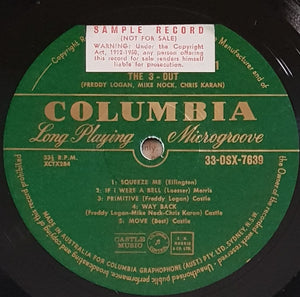 SAMPLE RECORD
(NOT FOR SALE)
WARNING: Under the Copyright
Act, 1912-1950, any person
offering this record for
sale renders himself
liable for prosecution.
1
THE 3-OUT
(FREDDY LOGAN, MIKE NOCK, CHRIS KARAN)
COLUMBIA
Long Playing Microgroove
33⅓ R.P.M.
XCTX284
33-OSX-7639
1: SQUEEZE ME (Ellington)
2: IF I WERE A BELL (Loesser) Morris
3: PRIMITIVE (Freddy Logan) Castle
4: WAY BACK
(Freddy Logan-Mike Nock-Chris Karan) Castle
5: MOVE (Best) Castle
CASTLE
MUSIC
MADE IN AUSTRALIA FOR COLUMBIA GRAPHOPHONE (AUST.) PTY. LTD. SYDNEY, N.S.W.